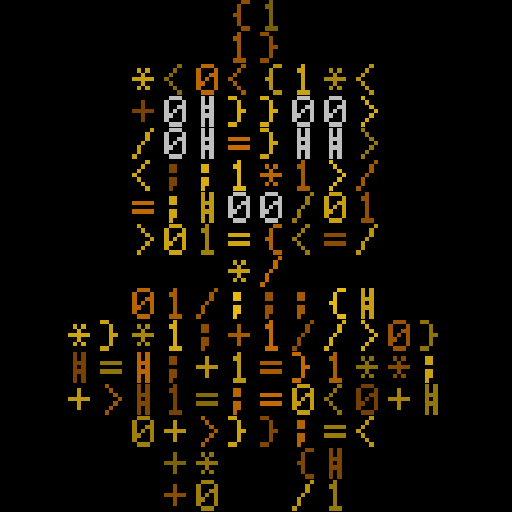 {1
1}
*<0<{1*<
+0H}}00>
/0H=}HH>
<;;1*1>/
=;H00/01
>01={<=/
*/
01/;;;{H
*}*1;+1//>0}
H=H;+1=}1**;
+>H1=;=0<0+H
0+>}};=<
+* {H
+0 /1